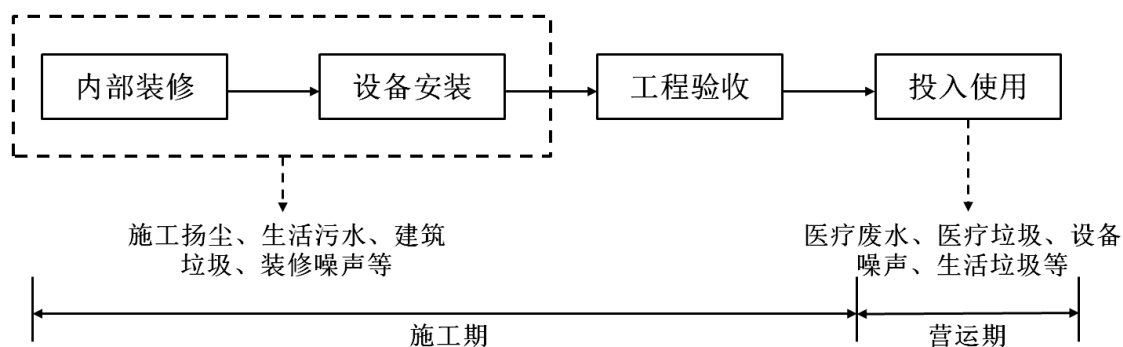 内部装修
设备安装
工程验收
投入使用
施工扬尘、生活污水、建筑
垃圾、装修噪声等
医疗废水、医疗垃圾、设备
噪声、生活垃圾等
施工期
营运期